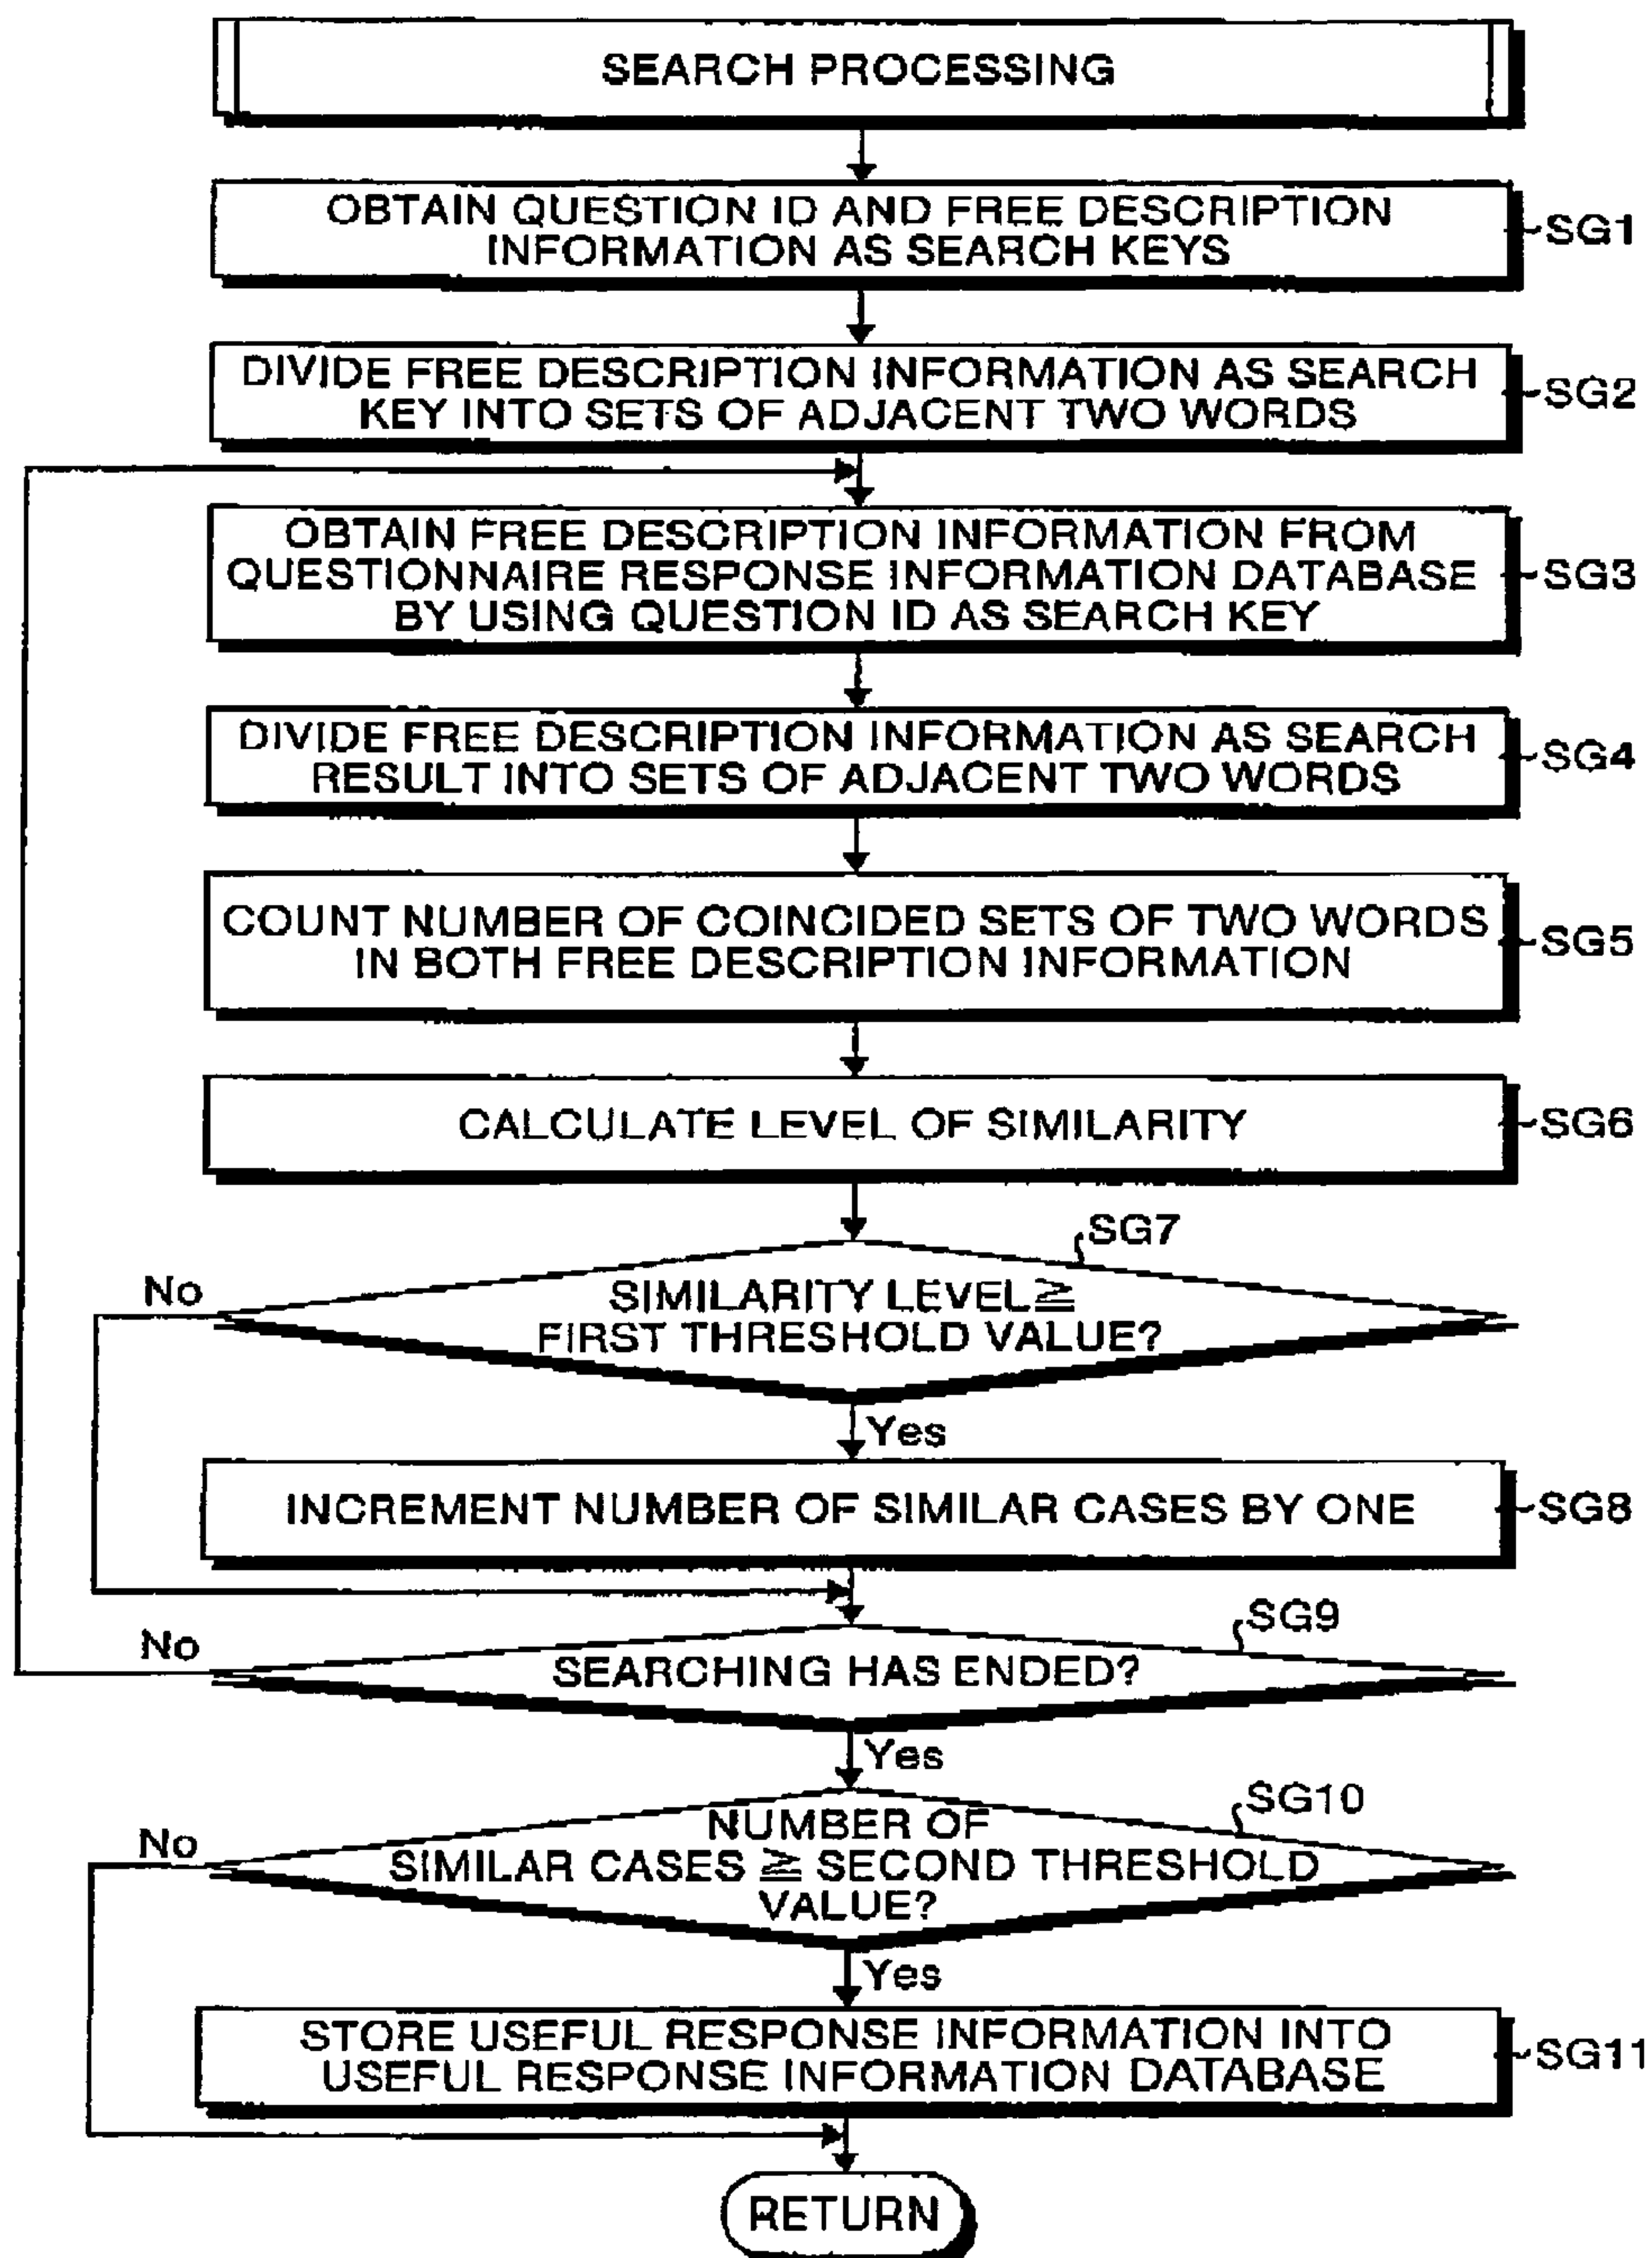 SEARCH PROCESSING
OBTAIN QUESTION ID AND FREE DESCRIPTION
INFORMATION AS SEARCH KEYS
SG1
DIVIDE FREE DESCRIPTION INFORMATION AS SEARCH
KEY INTO SETS OF ADJACENT TWO WORDS
SG2
OBTAIN FREE DESCRIPTION INFORMATION FROM
QUESTIONNAIRE RESPONSE INFORMATION DATABASE
BY USING QUESTION ID AS SEARCH KEY
SG3
DIVIDE FREE DESCRIPTION INFORMATION AS SEARCH
RESULT INTO SETS OF ADJACENT TWO WORDS
SG4
COUNT NUMBER OF COINCIDED SETS OF TWO WORDS
IN BOTH FREE DESCRIPTION INFORMATION
SG5
CALCULATE LEVEL OF SIMILARITY
SG6
SG7
No
SIMILARITY LEVEL≧
FIRST THRESHOLD VALUE?
Yes
INCREMENT NUMBER OF SIMILAR CASES BY ONE
SG8
SG9
No
SEARCHING HAS ENDED?
Yes
SG10
No
NUMBER OF
SIMILAR CASES ≧ SECOND THRESHOLD
VALUE?
Yes
STORE USEFUL RESPONSE INFORMATION INTO
USEFUL RESPONSE INFORMATION DATABASE
SG11
RETURN